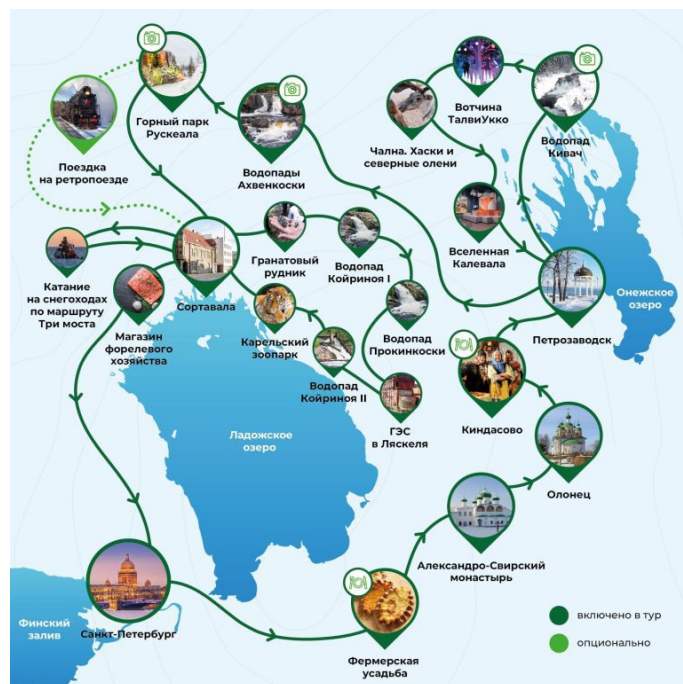 Горный парк
Рускеала
Поездка
на ретропоезде
Водопады
Ахвенкоски
Вотчина
ТалвиУкко
Чална. Хаски и
северные олени
Водопад
Кивач
Вселенная
Калевала
Гранатовый
рудник
Водопад
Койриноя I
Катание
на снегоходах
по маршруту
Три моста
Сортавала
Магазин
форелевого
хозяйства
Карельский
зоопарк
Водопад
Прокинкоски
Петрозаводск
Онежское
озеро
Водопад
Койриноя II
ГЭС
в Ляскеля
Киндасово
Ладожское
озеро
Олонец
Александро-Свирский
монастырь
Финский
залив
Санкт-Петербург
Фермерская
усадьба
включено в тур
опционально